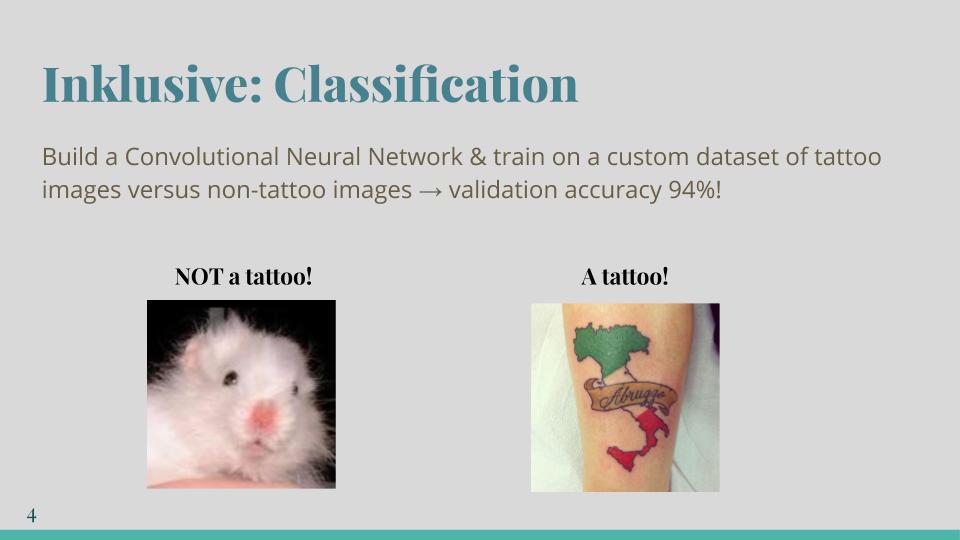 Inklusive: Classification
Build a Convolutional Neural Network & train on a custom dataset of tattoo
images versus non-tattoo images → validation accuracy 94%!
NOT a tattoo!
A tattoo!
Abruzzo
4